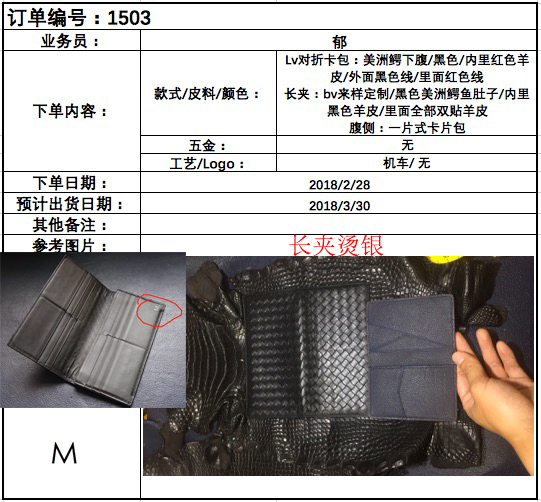 订单编号：1503
业务员：
郁
下单内容：
款式/皮料/颜色：
Lv对折卡包：美洲鳄下腹/黑色/内里红色羊
皮/外面黑色线/里面红色线
长夹：bv来样定制/黑色美洲鳄鱼肚子/内里
黑色羊皮/里面全部双贴羊皮
腹侧：一片式卡片包
五金：
无
工艺/Logo：
机车/ 无
下单日期：
2018/2/28
预计出货日期：
2018/3/30
其他备注：
参考图片：
长夹烫银
M